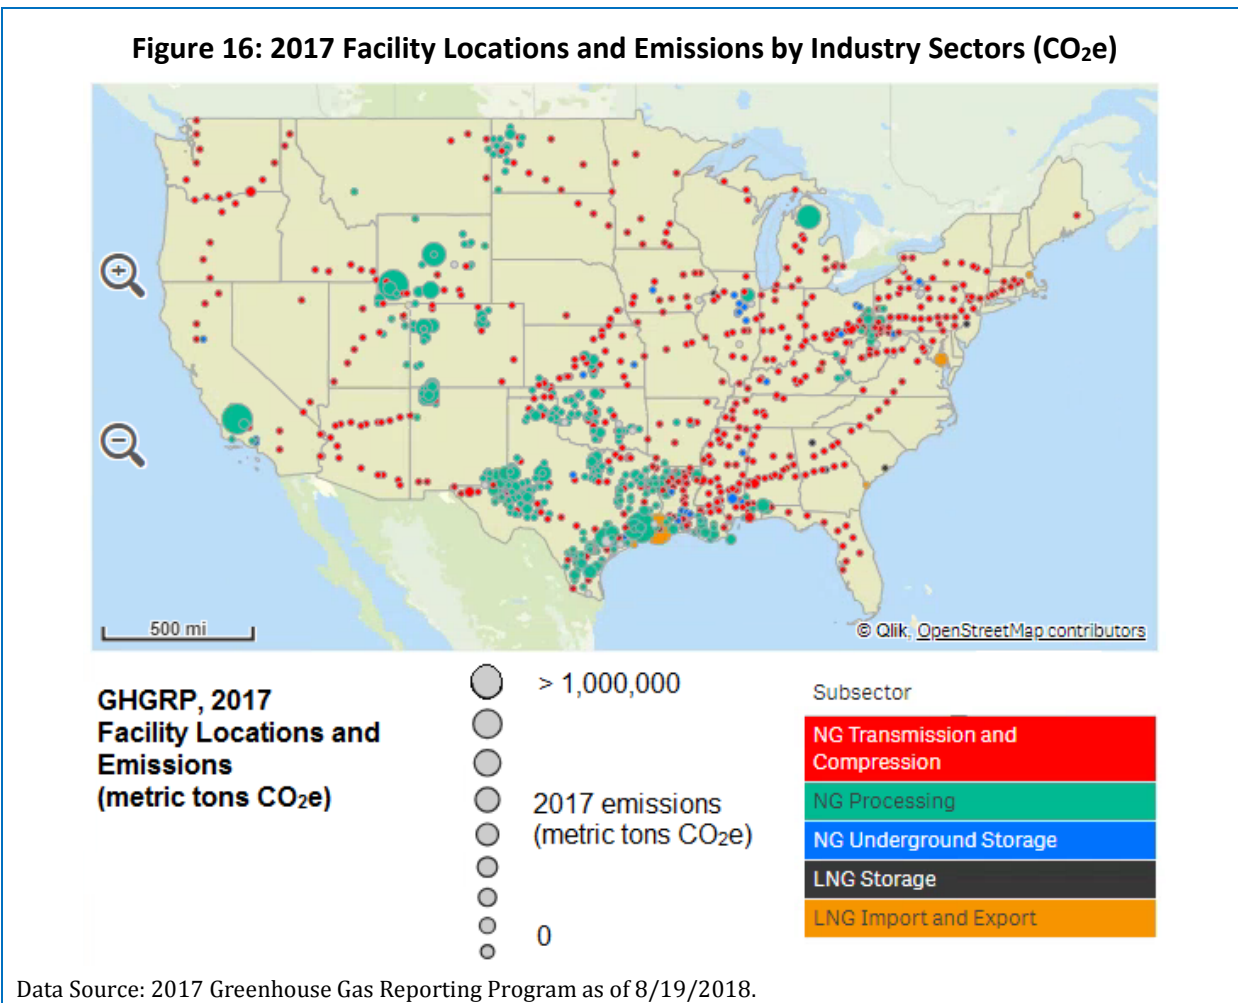 Figure 16: 2017 Facility Locations and Emissions by Industry Sectors (CO₂e)
500 mi
© Qlik, OpenStreetMap contributors
GHGRP, 2017
Facility Locations and
Emissions
(metric tons CO₂e)
> 1,000,000
2017 emissions
(metric tons CO₂e)
0
Subsector
NG Transmission and
Compression
NG Processing
NG Underground Storage
LNG Storage
LNG Import and Export
Data Source: 2017 Greenhouse Gas Reporting Program as of 8/19/2018.